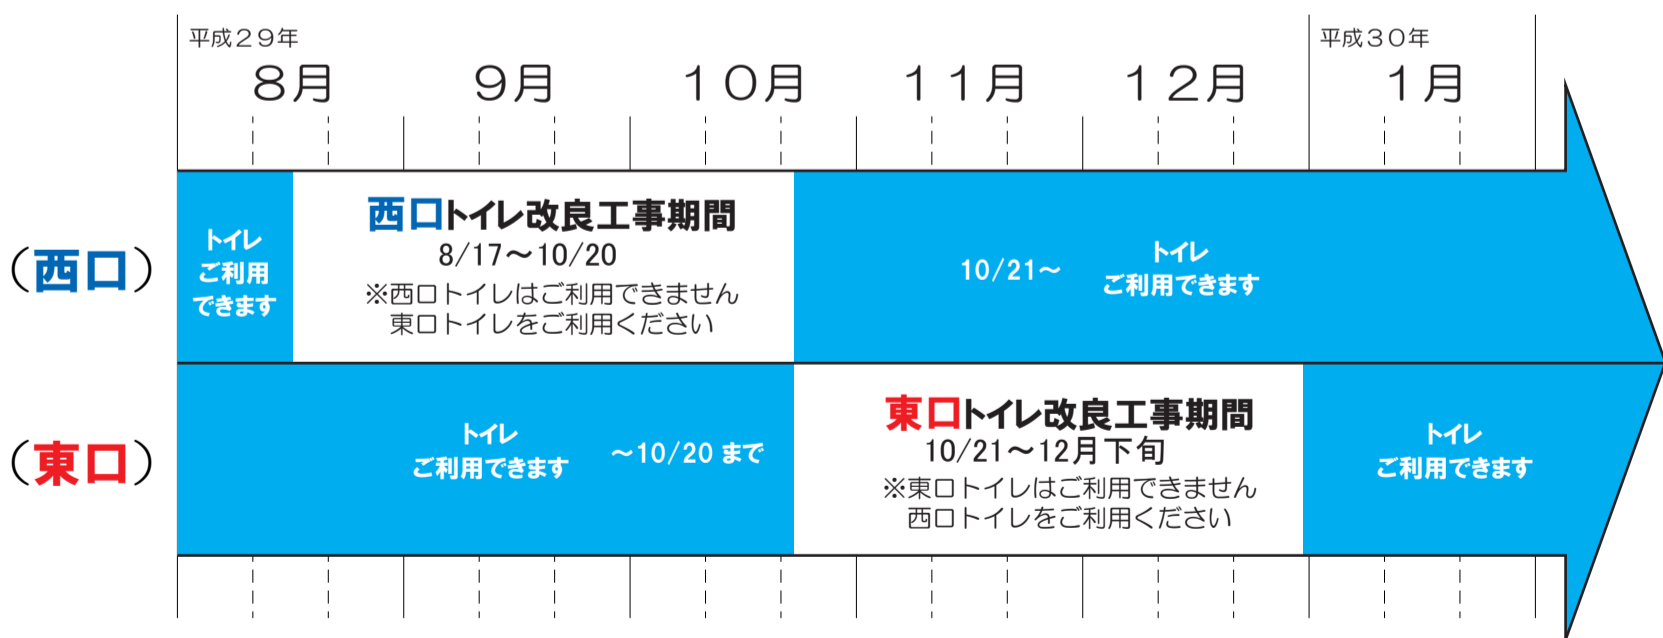 平成29年
平成30年
8月
9月
10月
11月
12月
1月
(西口)
トイレ
ご利用
できます
西口トイレ改良工事期間
8/17～10/20
※西口トイレはご利用できません
東口トイレをご利用ください
10/21～
トイレ
ご利用できます
(東口)
トイレ
ご利用できます
～10/20 まで
東口トイレ改良工事期間
10/21～12月下旬
※東口トイレはご利用できません
西口トイレをご利用ください
トイレ
ご利用できます